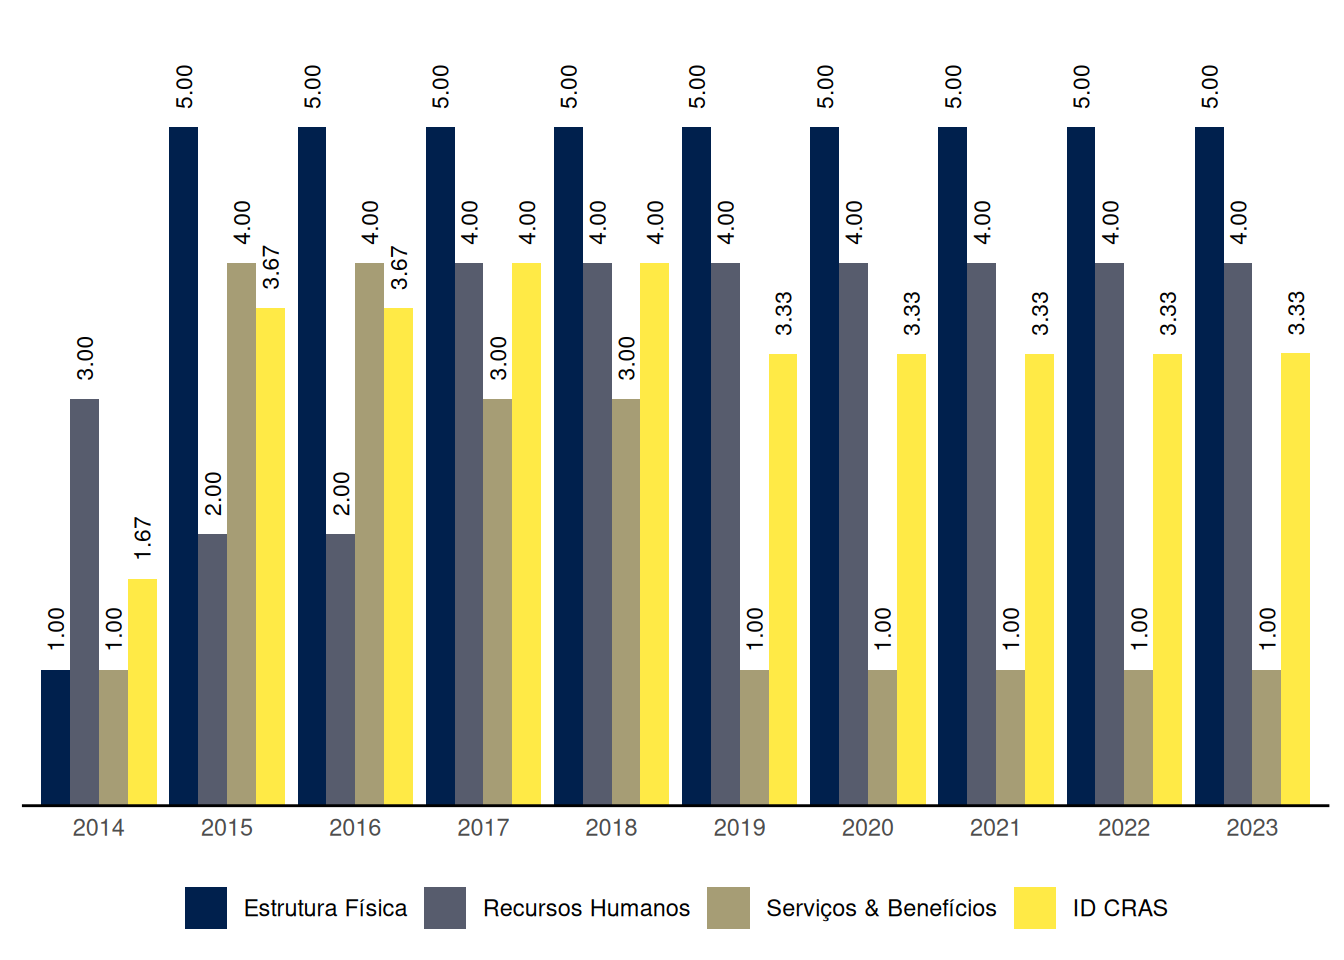 5.00 5.00 5.00 5.00 5.00 5.00 5.00 5.00 5.00
4.00 4.00 4.00 4.00 4.00 4.00 4.00 4.00 4.00 4.00 4.00
3.67 3.67
3.33 3.33 3.33 3.33 3.33
3.00 3.00 3.00
2.00 2.00
1.67
1.00 1.00 1.00 1.00 1.00 1.00 1.00
2014 2015 2016 2017 2018 2019 2020 2021 2022 2023
Estrutura Física Recursos Humanos Serviços & Benefícios ID CRAS